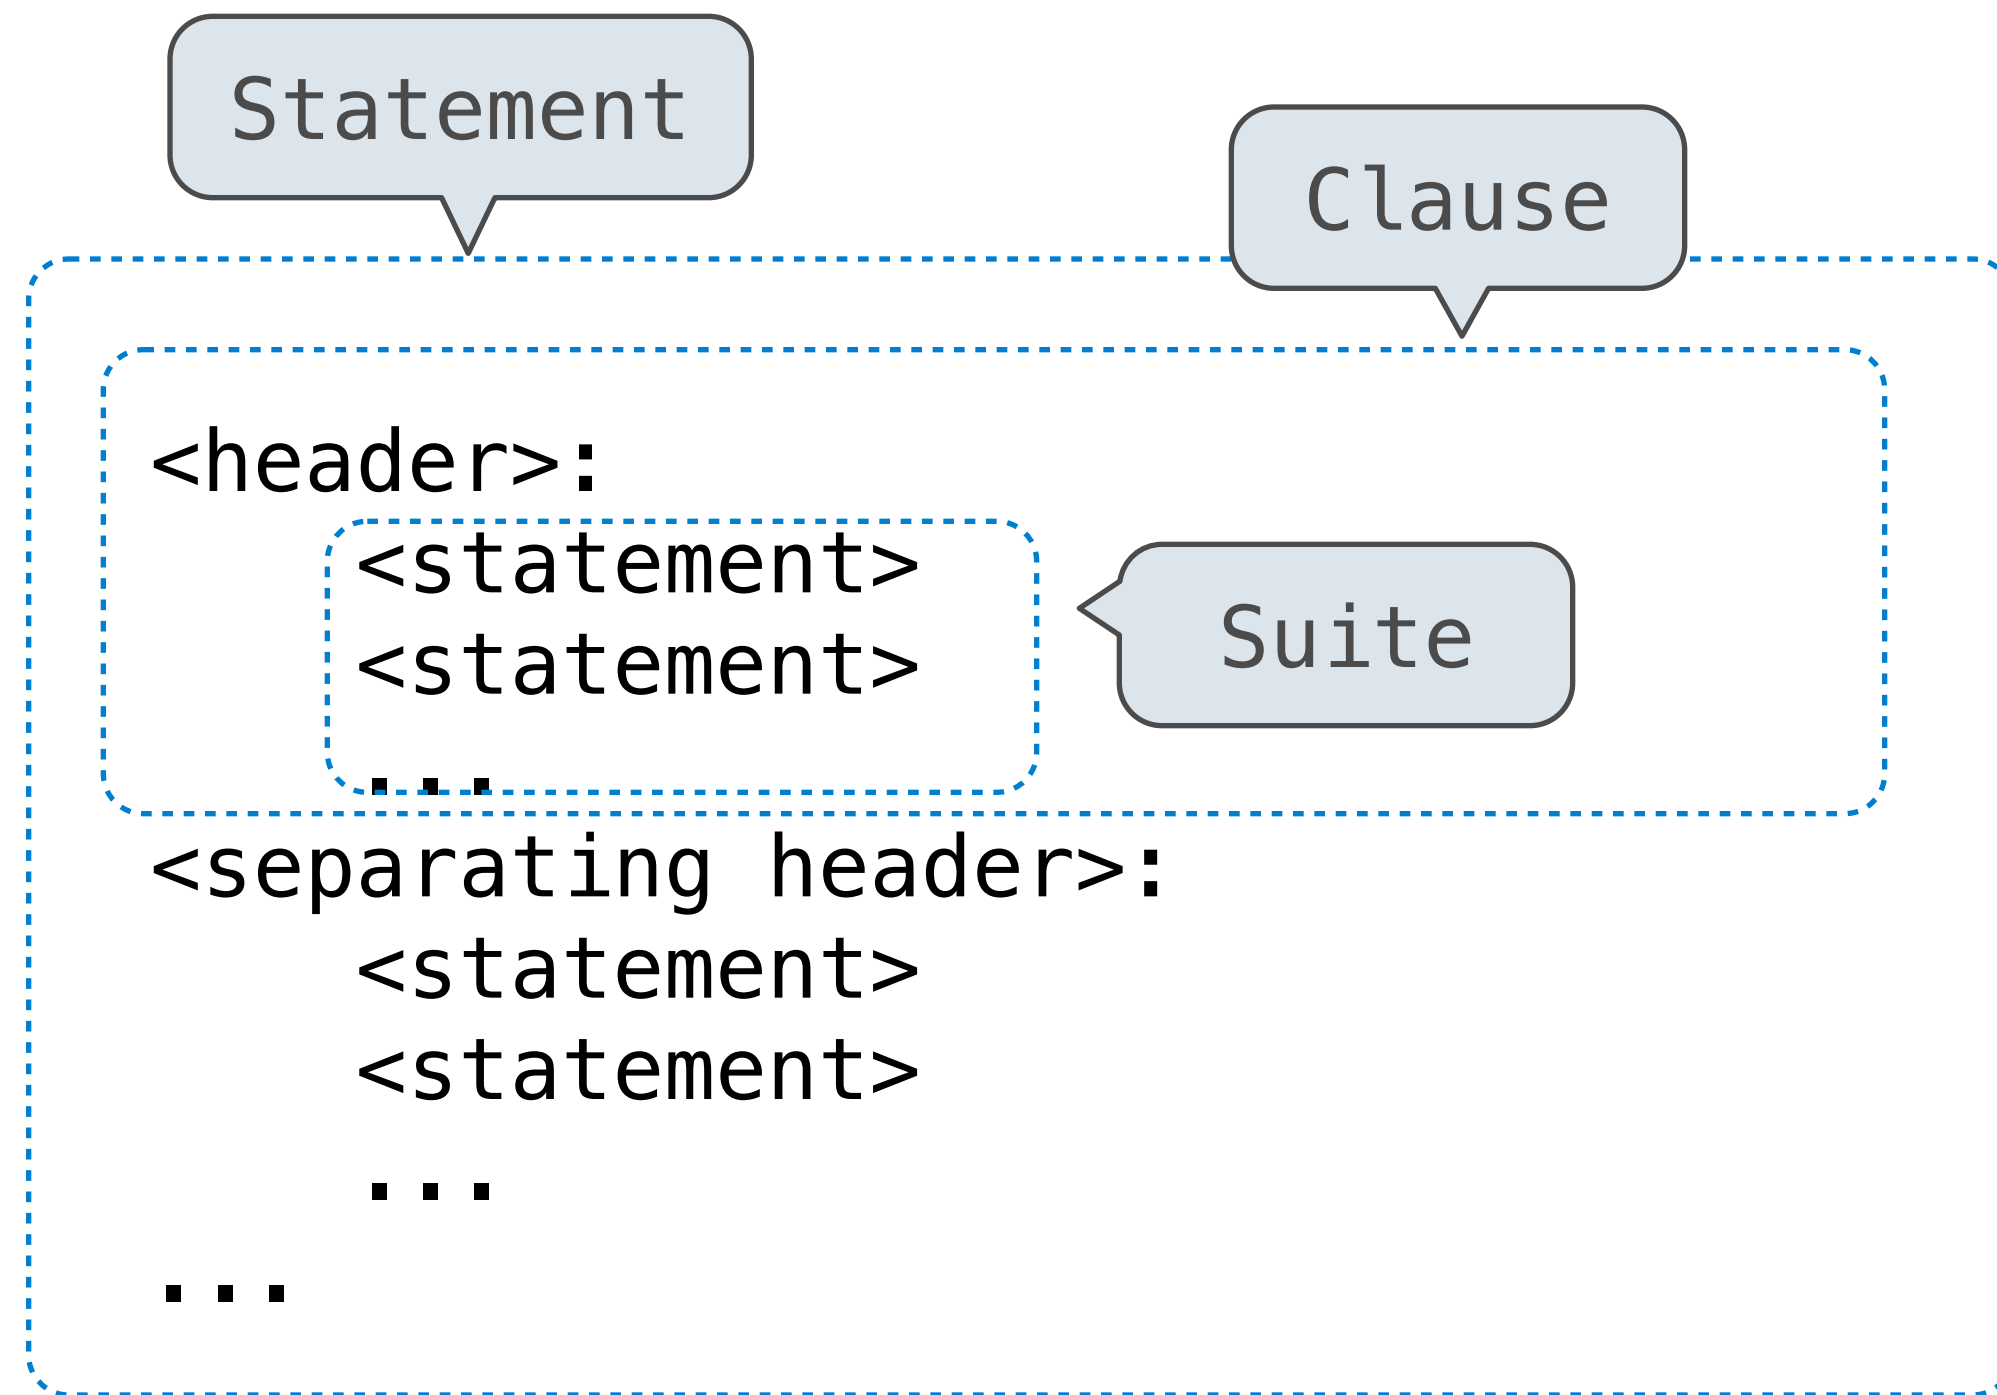 Statement
Clause
<header>:
<statement>
<statement>
Suite
...
<separating header>:
<statement>
<statement>
...
...